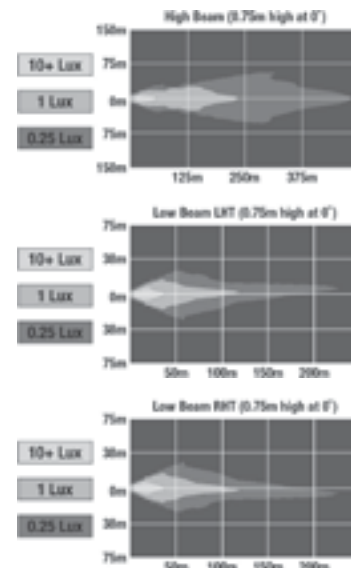 High Beam (0.75m high at 0°)
150m
75m
0m
75m
150m
10+ Lux
1 Lux
0.25 Lux
125m 250m 375m
Low Beam LHT (0.75m high at 0°)
75m
38m
0m
38m
75m
10+ Lux
1 Lux
0.25 Lux
50m 100m 150m 200m
Low Beam RHT (0.75m high at 0°)
75m
38m
0m
38m
75m
10+ Lux
1 Lux
0.25 Lux
50m 100m 150m 200m